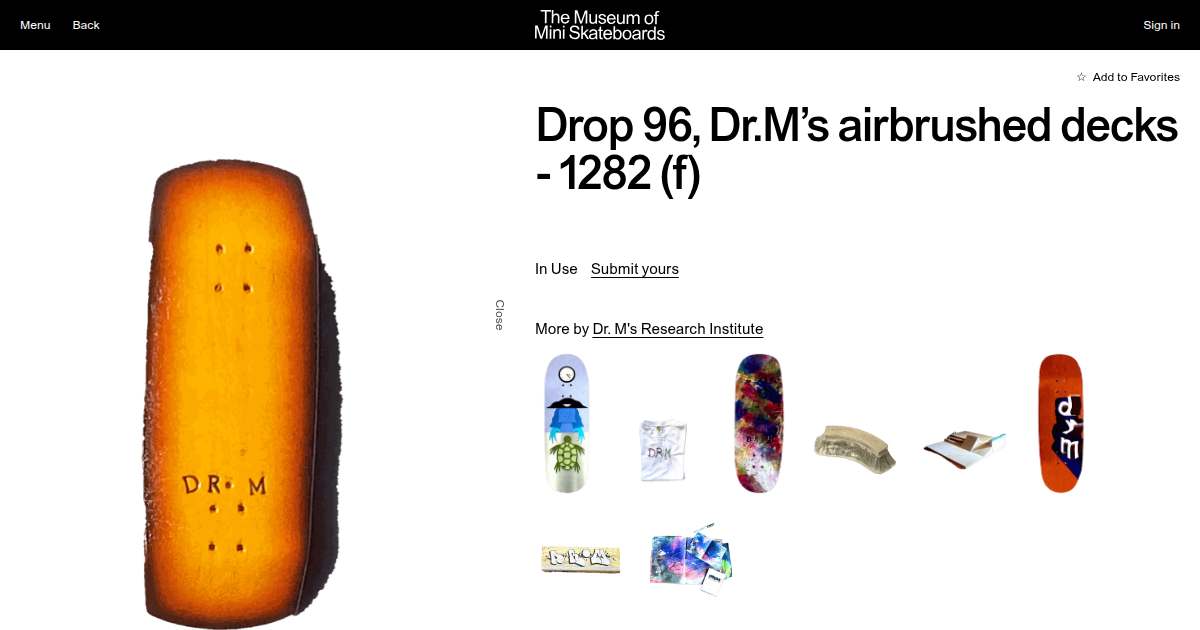 Menu
Back
The Museum of
Mini Skateboards
Sign in
☆ Add to Favorites
Drop 96, Dr.M’s airbrushed decks
- 1282 (f)
DR. M
Close
In Use
Submit yours
More by Dr. M's Research Institute
DR.M